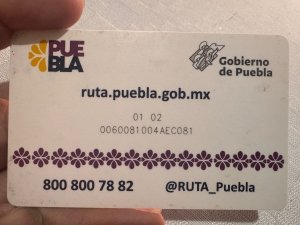 PUE
BLA
Gobierno
de Puebla
ruta.puebla.gob.mx
01 02
0060081004AEC081
800 800 78 82
@RUTA_Puebla